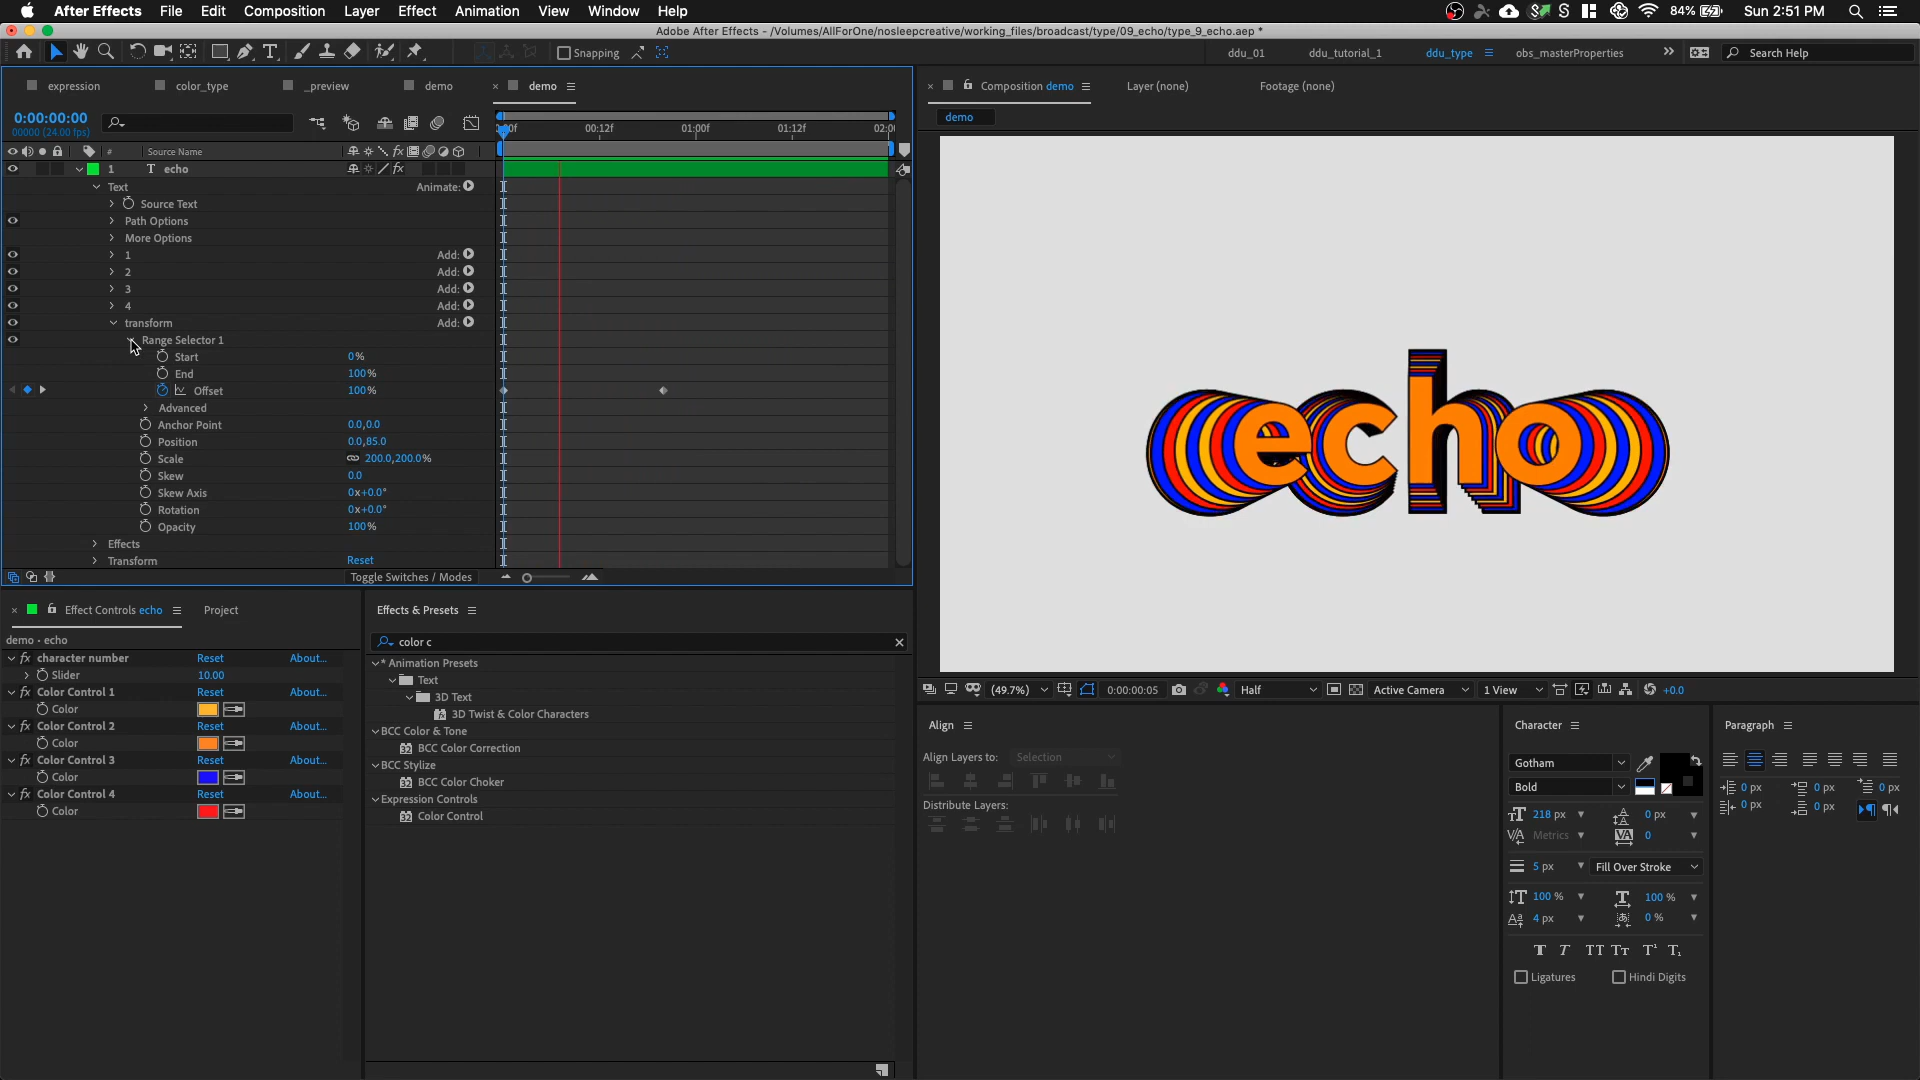 After Effects File Edit Composition Layer Effect Animation View Window Help 84% Sun 2:51 PM
Adobe After Effects - /Volumes/AllForOne/nosleepcreative/working_files/broadcast/type/09_echo/type_9_echo.aep *
Snapping ddu_01 ddu_tutorial_1 ddu_type obs_masterProperties Search Help
expression color_type _preview demo demo
Composition demo Layer (none) Footage (none)
demo
0:00:00:00
00000 (24.00 fps)
00:12f 01:00f 01:12f
# Source Name
1 T echo
Text Animate:
Source Text
Path Options
More Options
1 Add:
2 Add:
3 Add:
4 Add:
transform Add:
Range Selector 1
Start 0%
End 100%
Offset 100%
Advanced
Anchor Point 0.0,0.0
Position 0.0,85.0
Scale 200.0,200.0%
Skew 0.0
Skew Axis 0x+0.0°
Rotation 0x+0.0°
Opacity 100%
Effects
Transform Reset
Toggle Switches / Modes
echo
(49.7%) 0:00:00:05 Half Active Camera 1 View +0.0
Effect Controls echo Project
demo • echo
character number Reset About...
Slider 10.00
Color Control 1 Reset About...
Color
Color Control 2 Reset About...
Color
Color Control 3 Reset About...
Color
Color Control 4 Reset About...
Color
Effects & Presets
color c
* Animation Presets
Text
3D Text
3D Twist & Color Characters
BCC Color & Tone
BCC Color Correction
BCC Stylize
BCC Color Choker
Expression Controls
Color Control
Align
Align Layers to: Selection
Distribute Layers:
Character
Gotham
Bold
218 px 0 px
Metrics 0
5 px Fill Over Stroke
100 % 100 %
4 px 0 %
Ligatures Hindi Digits
Paragraph
0 px 0 px 0 px
0 px 0 px